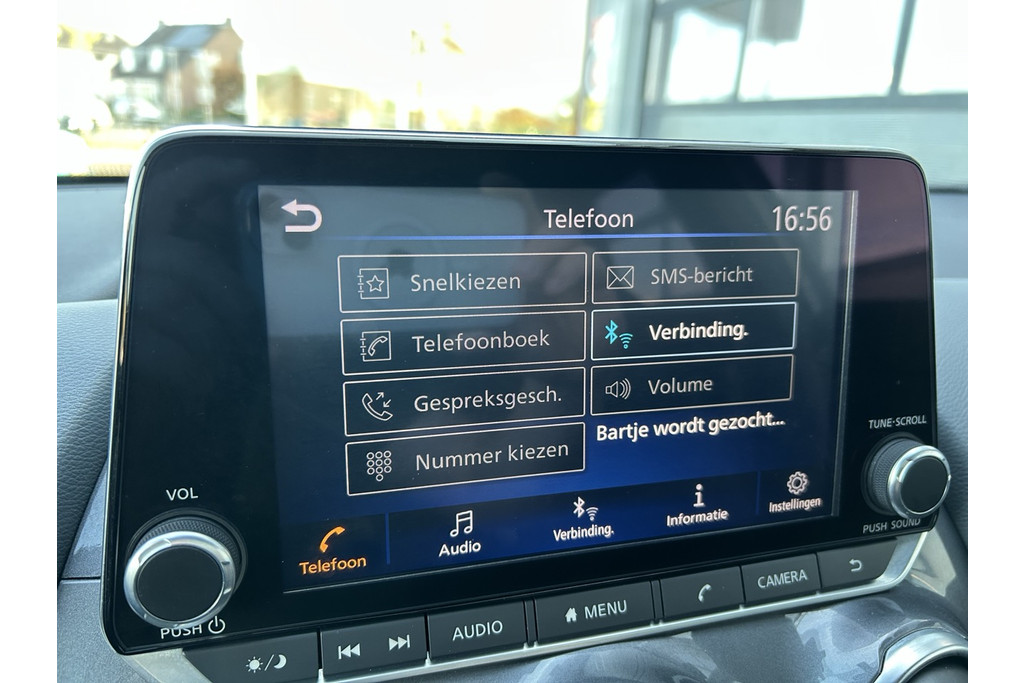 Telefoon
16:56
Snelkiezen
SMS-bericht
Telefoonboek
Verbinding.
Gespreksgesch.
Volume
Nummer kiezen
Bartje wordt gezocht...
Telefoon
Audio
Verbinding.
Informatie
Instellingen
VOL
PUSH
TUNE·SCROLL
PUSH SOUND
AUDIO
MENU
CAMERA